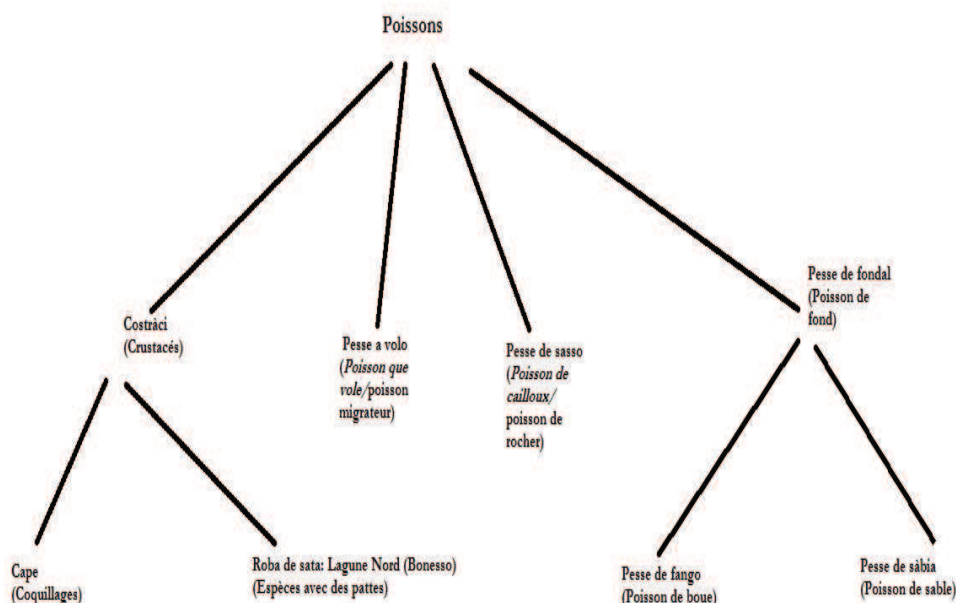 Poissons
Pesse de fondal
(Poisson de
fond)
Costràci
(Crustacés)
Pesse a volo
(Poisson que
vole/poisson
migrateur)
Pesse de sasso
(Poisson de
cailloux/
poisson de
rocher)
Cape
(Coquillages)
Roba de sata: Lagune Nord (Bonesso)
(Espèces avec des pattes)
Pesse de fango
(Poisson de boue)
Pesse de sàbia
(Poisson de sable)